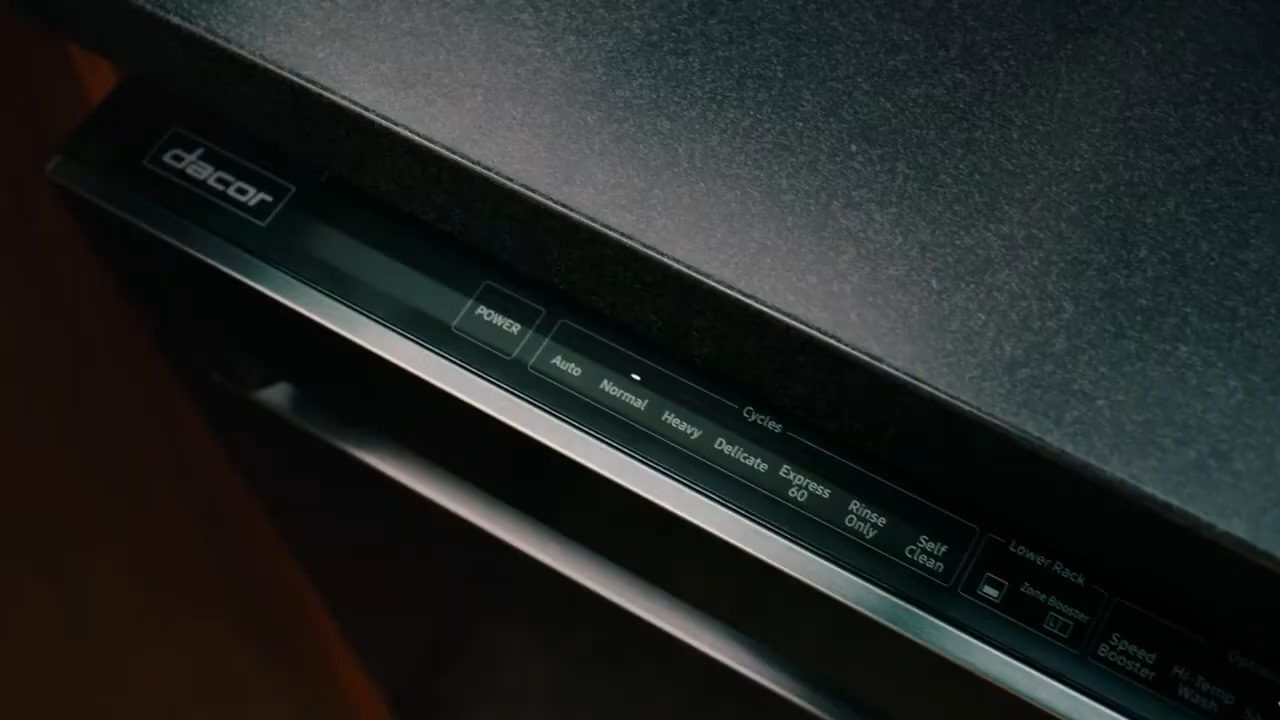 dacor
POWER
Cycles
Auto
Normal
Heavy
Delicate
Express
60
Rinse
Only
Self
Clean
Lower Rack
Zone Booster
Speed
Booster
Hi-Temp
Wash